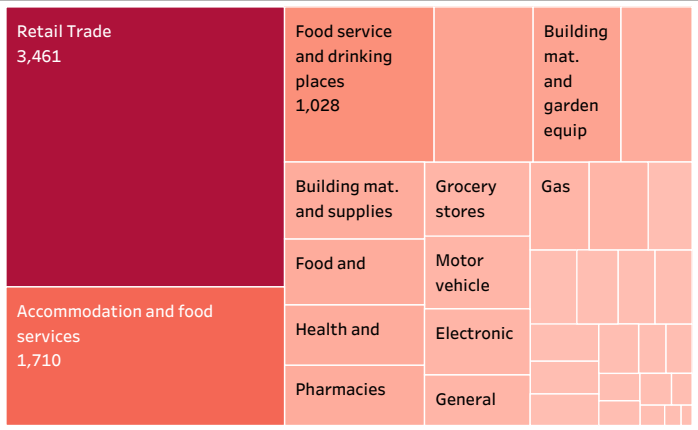 Retail Trade
3,461
Accommodation and food
services
1,710
Food service
and drinking
places
1,028
Building
mat.
and
garden
equip
Building mat.
and supplies
Food and
Health and
Pharmacies
Grocery
stores
Motor
vehicle
Electronic
General
Gas